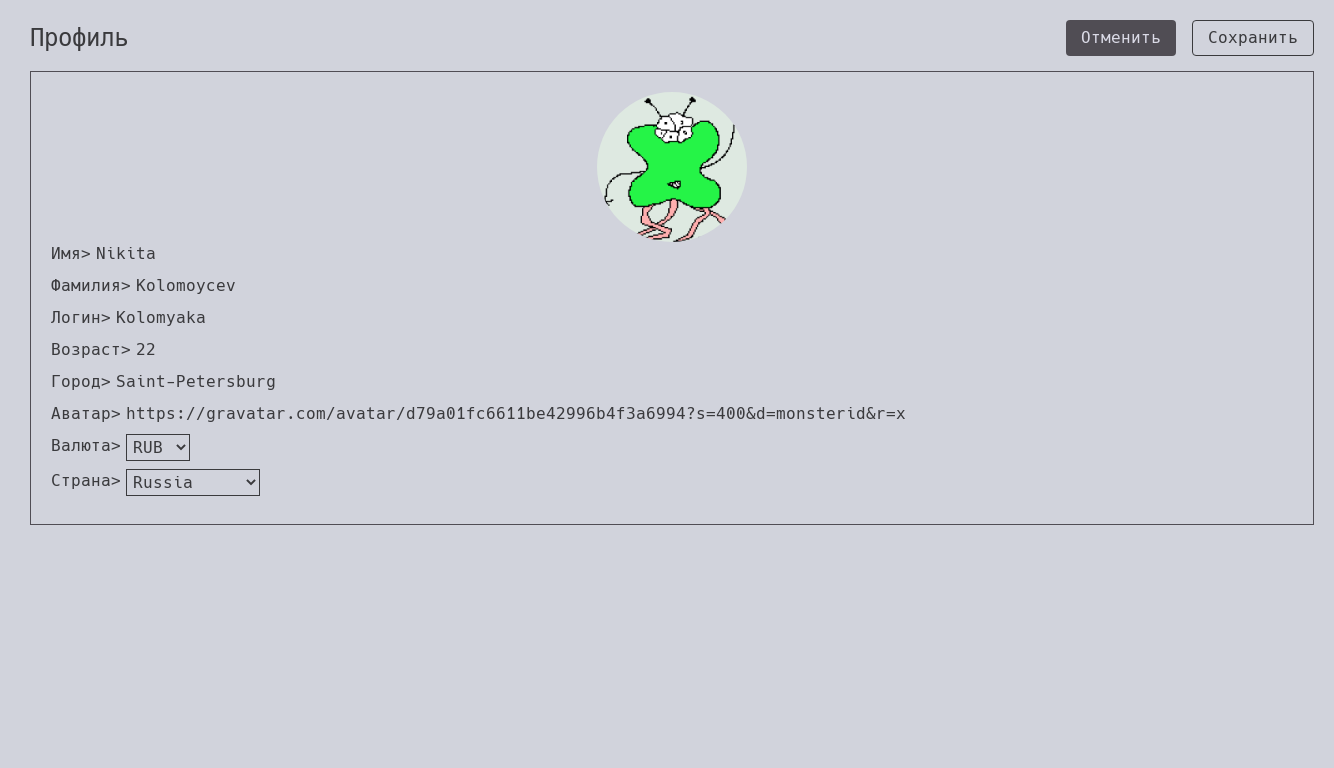 Профиль
Отменить
Сохранить
Имя> Nikita
Фамилия> Kolomoycev
Логин> Kolomyaka
Возраст> 22
Город> Saint-Petersburg
Аватар> https://gravatar.com/avatar/d79a01fc6611be42996b4f3a6994?s=400&d=monsterid&r=x
Валюта> RUB
Страна> Russia